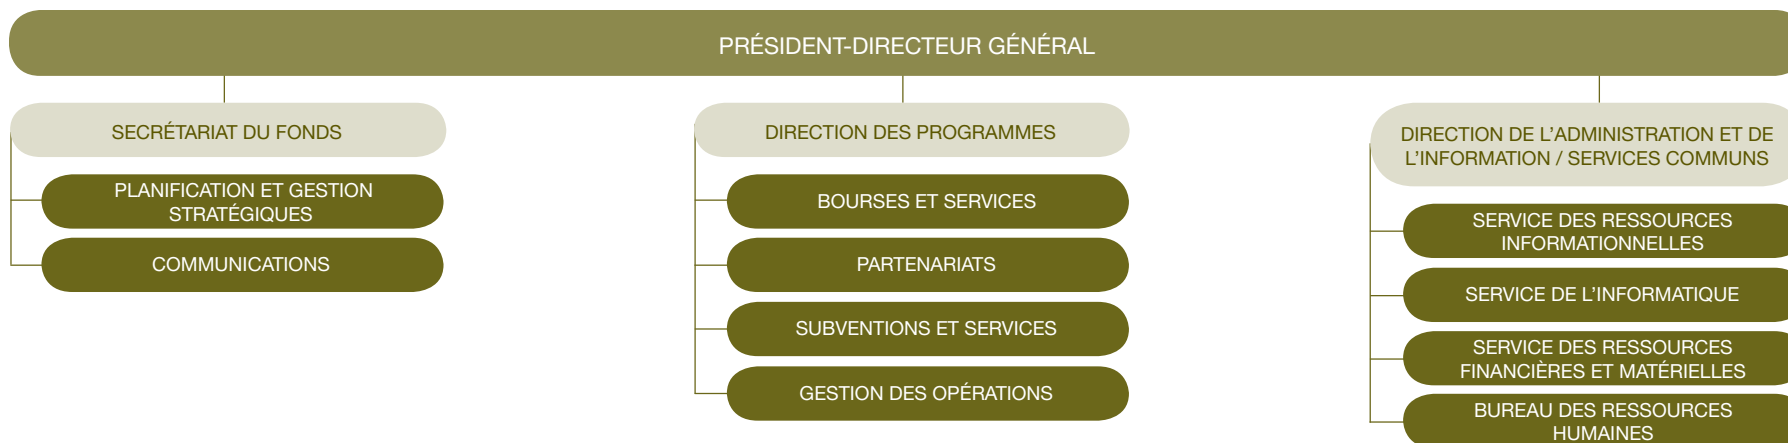 PRÉSIDENT-DIRECTEUR GÉNÉRAL
SECRÉTARIAT DU FONDS
PLANIFICATION ET GESTION
STRATÉGIQUES
COMMUNICATIONS
DIRECTION DES PROGRAMMES
BOURSES ET SERVICES
PARTENARIATS
SUBVENTIONS ET SERVICES
GESTION DES OPÉRATIONS
DIRECTION DE L’ADMINISTRATION ET DE
L’INFORMATION / SERVICES COMMUNS
SERVICE DES RESSOURCES
INFORMATIONNELLES
SERVICE DE L’INFORMATIQUE
SERVICE DES RESSOURCES
FINANCIÈRES ET MATÉRIELLES
BUREAU DES RESSOURCES
HUMAINES